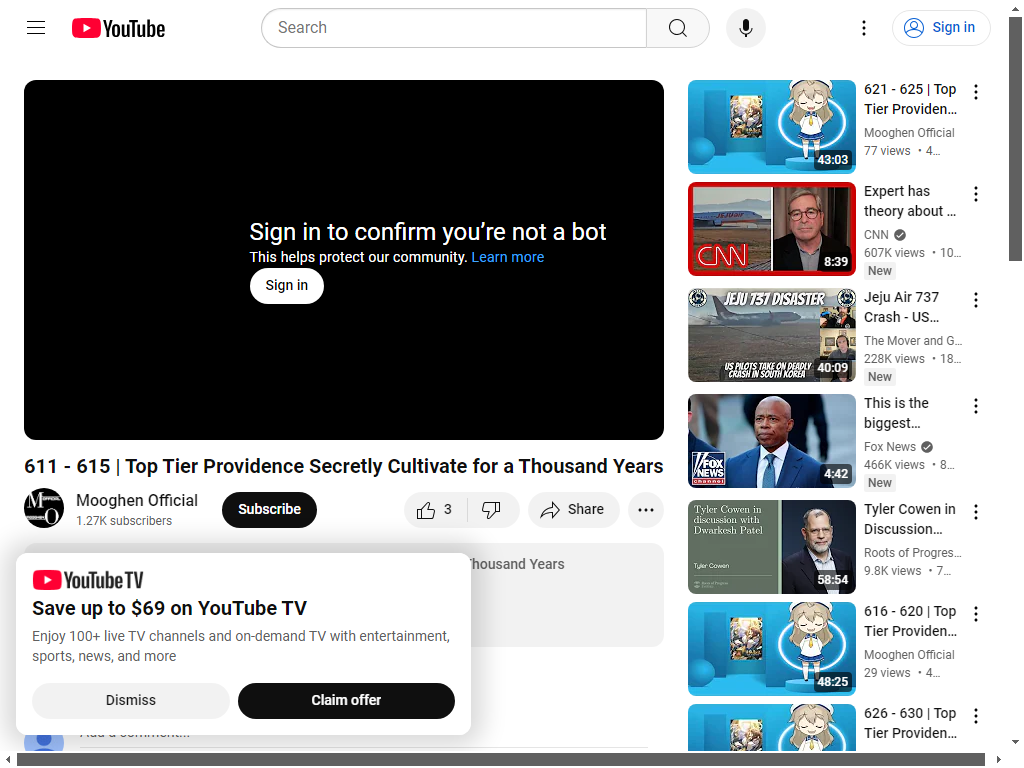 YouTube
Search
Sign in
Sign in to confirm you're not a bot
This helps protect our community. Learn more
Sign in
611 - 615 | Top Tier Providence Secretly Cultivate for a Thousand Years
Mooghen Official
1.27K subscribers
Subscribe
3
Share
Thousand Years
YouTube TV
Save up to $69 on YouTube TV
Enjoy 100+ live TV channels and on-demand TV with entertainment,
sports, news, and more
Dismiss
Claim offer
Add a comment...
43:03
621 - 625 | Top
Tier Providen…
Mooghen Official
77 views • 4…
CNN
8:39
Expert has
theory about …
CNN
607K views • 10…
New
JEJU 737 DISASTER
US PILOTS TAKE ON DEADLY
CRASH IN SOUTH KOREA
40:09
Jeju Air 737
Crash - US…
The Mover and G…
228K views • 18…
New
FOX
NEWS
channel
4:42
This is the
biggest…
Fox News
466K views • 8…
New
Tyler Cowen in
discussion with
Dwarkesh Patel
Tyler Cowen
58:54
Tyler Cowen in
Discussion…
Roots of Progres…
9.8K views • 7…
48:25
616 - 620 | Top
Tier Providen…
Mooghen Official
29 views • 4…
626 - 630 | Top
Tier Providen…